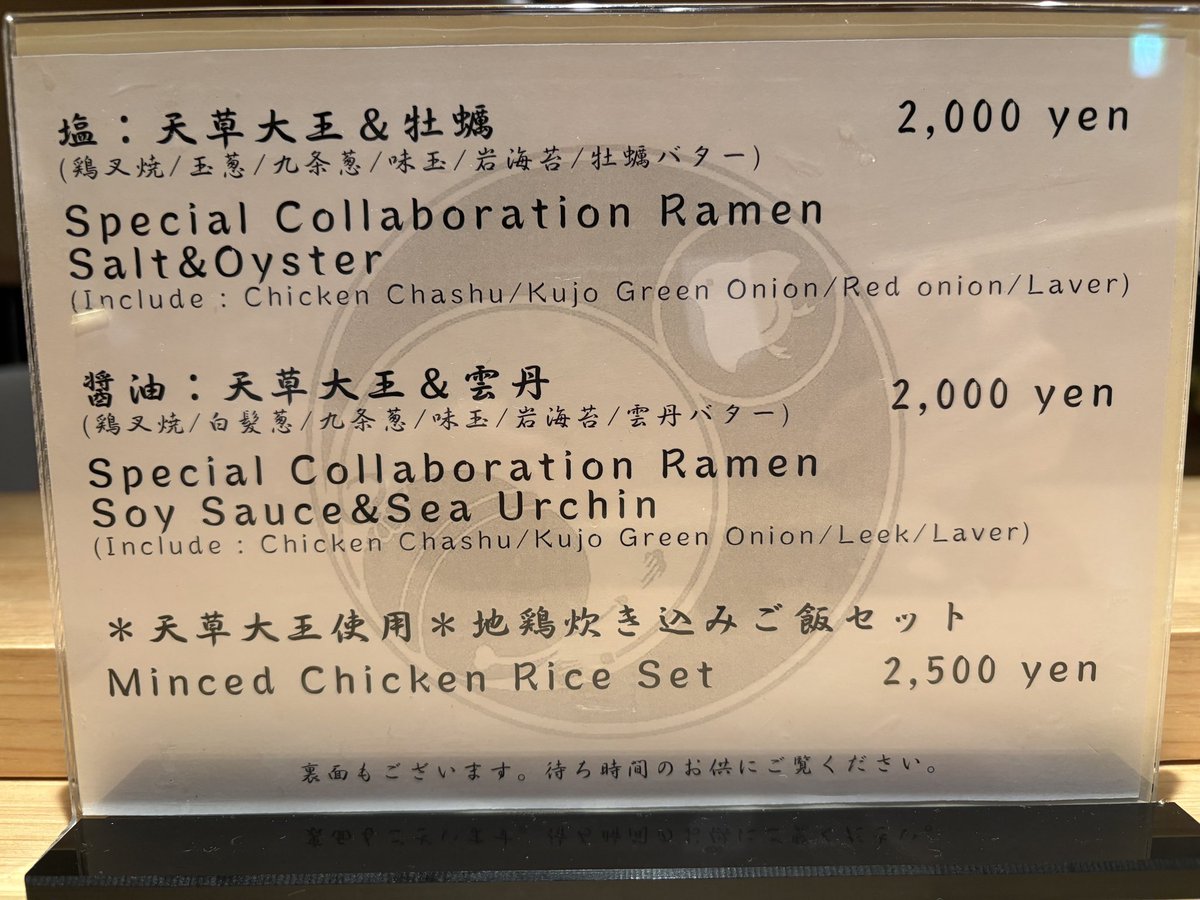 塩：天草大王＆牡蠣 2,000 yen
(鶏叉焼/玉葱/九条葱/味玉/岩海苔/牡蠣バター)
Special Collaboration Ramen
Salt&Oyster
(Include : Chicken Chashu/Kujo Green Onion/Red onion/Laver)
醤油：天草大王＆雲丹 2,000 yen
(鶏叉焼/白髪葱/九条葱/味玉/岩海苔/雲丹バター)
Special Collaboration Ramen
Soy Sauce&Sea Urchin
(Include : Chicken Chashu/Kujo Green Onion/Leek/Laver)
＊天草大王使用＊地鶏炊き込みご飯セット
Minced Chicken Rice Set 2,500 yen
裏面もございます。待ち時間のお供にご覧ください。